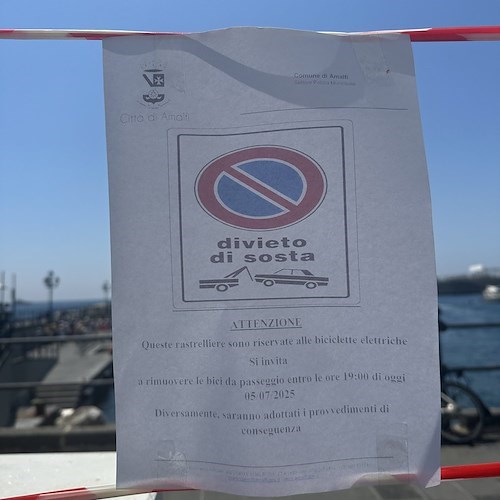 Comune di Amalfi
Città di Amalfi
divieto
di sosta
ATTENZIONE
Queste rastrelliere sono riservate alle biciclette elettriche
Si invita
a rimuovere le bici da passeggio entro le ore 19:00 di oggi
05/07/2025
Diversamente, saranno adottati i provvedimenti di
conseguenza